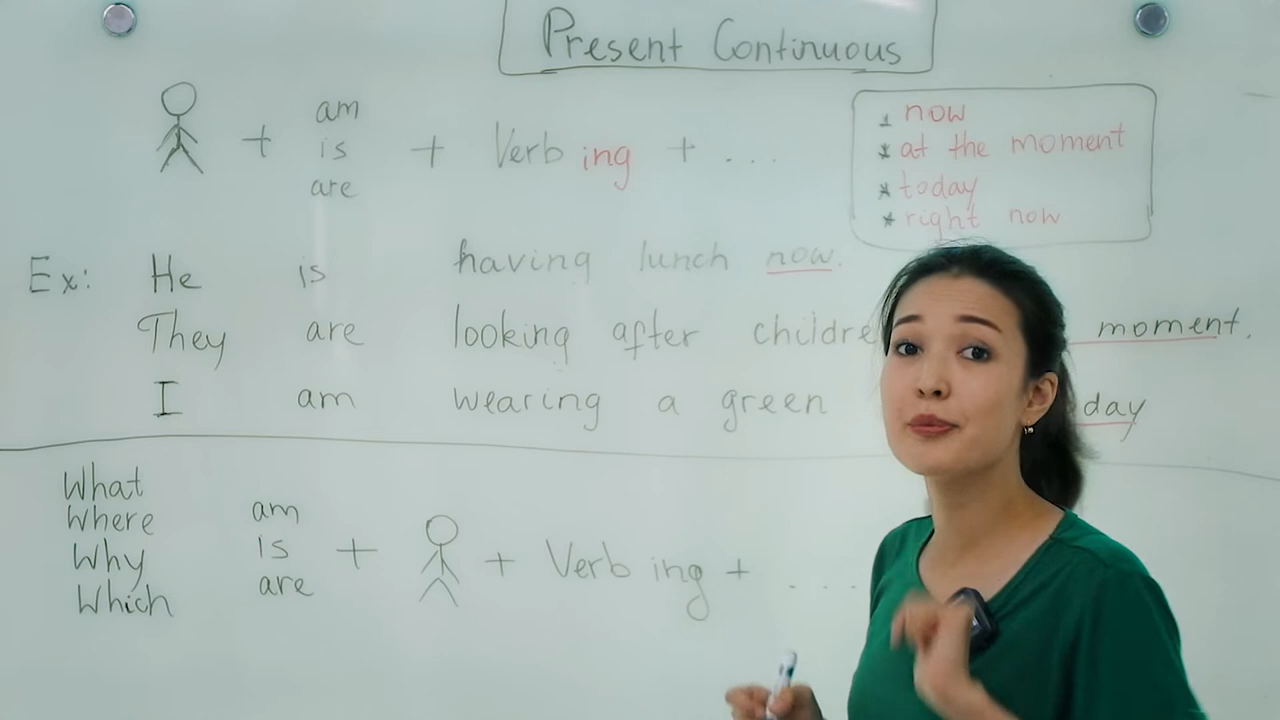 Present Continuous
am
is
are
+ + Verb ing + ...
* now
* at the moment
* today
* right now
Ex: He is having lunch now.
They are looking after childre moment.
I am wearing a green day
What
Where
Why
Which
am
is
are
+ + Verb ing + ....